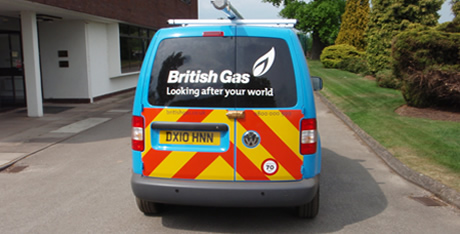 British Gas
Looking after your world
DX10 HNN
70